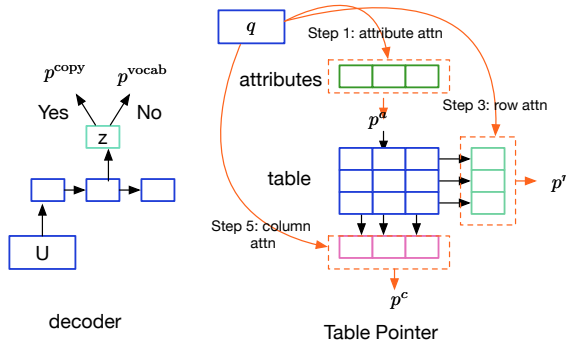 q
Step 1: attribute attn
p^copy
p^vocab
attributes
Yes
No
Step 3: row attn
p^a
z
table
p^r
Step 5: column
attn
U
p^c
decoder
Table Pointer